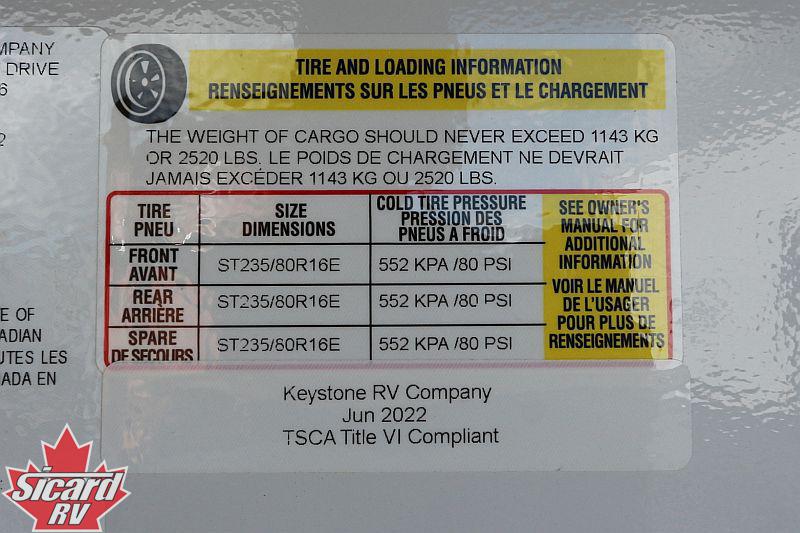 MPANY
DRIVE
6
2
E OF
ADIAN
UTES LES
ADA EN
TIRE AND LOADING INFORMATION
RENSEIGNEMENTS SUR LES PNEUS ET LE CHARGEMENT
THE WEIGHT OF CARGO SHOULD NEVER EXCEED 1143 KG
OR 2520 LBS. LE POIDS DE CHARGEMENT NE DEVRAIT
JAMAIS EXCÉDER 1143 KG OU 2520 LBS.
TIRE
PNEU
SIZE
DIMENSIONS
COLD TIRE PRESSURE
PRESSION DES
PNEUS A FROID
FRONT
AVANT
ST235/80R16E
552 KPA /80 PSI
REAR
ARRIÈRE
ST235/80R16E
552 KPA /80 PSI
SPARE
DE SECOURS
ST235/80R16E
552 KPA /80 PSI
SEE OWNER'S
MANUAL FOR
ADDITIONAL
INFORMATION
VOIR LE MANUEL
DE L'USAGER
POUR PLUS DE
RENSEIGNEMENTS
Keystone RV Company
Jun 2022
TSCA Title VI Compliant
Sicard
RV